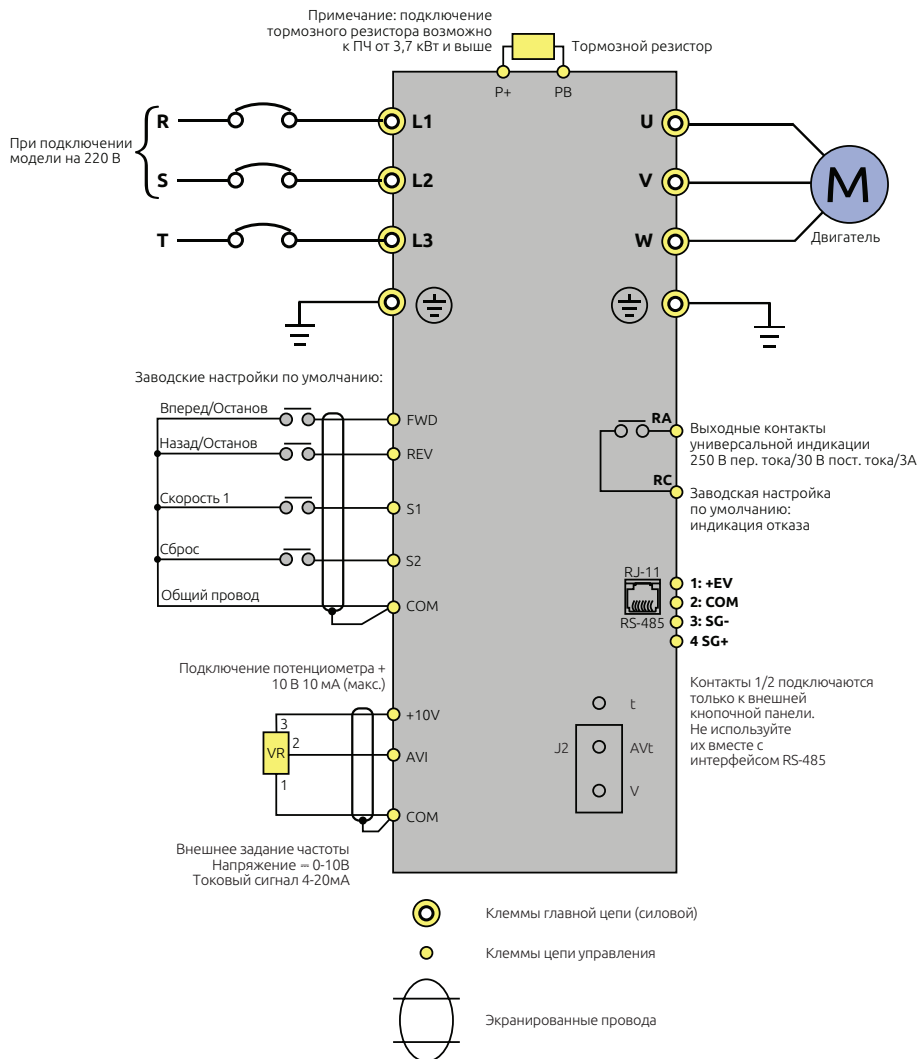 Примечание: подключение
тормозного резистора возможно
к ПЧ от 3,7 кВт и выше
Тормозной резистор
P+
PB
При подключении
модели на 220 В
R
L1
U
S
L2
V
T
L3
W
M
Двигатель
Заводские настройки по умолчанию:
Вперед/Останов
FWD
Назад/Останов
REV
Скорость 1
S1
Сброс
S2
Общий провод
COM
RA
Выходные контакты
универсальной индикации
250 В пер. тока/30 В пост. тока/3А
RC
Заводская настройка
по умолчанию:
индикация отказа
RJ-11
RS-485
1: +EV
2: COM
3: SG-
4 SG+
Контакты 1/2 подключаются
только к внешней
кнопочной панели.
Не используйте
их вместе с
интерфейсом RS-485
Подключение потенциометра +
10 В 10 мА (макс.)
+10V
3
VR
2
AVI
1
COM
t
J2
AVt
V
Внешнее задание частоты
Напряжение ⎓ 0-10В
Токовый сигнал 4-20мА
Клеммы главной цепи (силовой)
Клеммы цепи управления
Экранированные провода